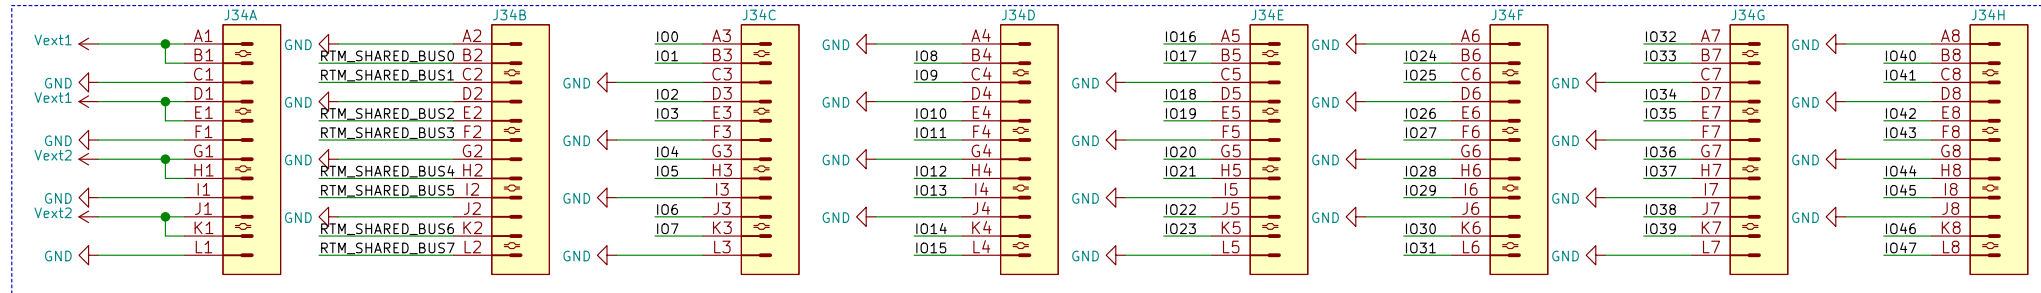 J34A J34B J34C J34D J34E J34F J34G J34H
Vext1 A1 GND A2 IO0 A3 GND A4 IO16 A5 GND A6 IO32 A7 GND A8
B1 RTM_SHARED_BUS0 B2 IO1 B3 IO8 B4 IO17 B5 IO24 B6 IO33 B7 IO40 B8
GND C1 RTM_SHARED_BUS1 C2 GND C3 IO9 C4 GND C5 IO25 C6 GND C7 IO41 C8
Vext1 D1 GND D2 IO2 D3 GND D4 IO18 D5 GND D6 IO34 D7 GND D8
E1 RTM_SHARED_BUS2 E2 IO3 E3 IO10 E4 IO19 E5 IO26 E6 IO35 E7 IO42 E8
GND F1 RTM_SHARED_BUS3 F2 GND F3 IO11 F4 GND F5 IO27 F6 GND F7 IO43 F8
Vext2 G1 GND G2 IO4 G3 GND G4 IO20 G5 GND G6 IO36 G7 GND G8
H1 RTM_SHARED_BUS4 H2 IO5 H3 IO12 H4 IO21 H5 IO28 H6 IO37 H7 IO44 H8
GND I1 RTM_SHARED_BUS5 I2 GND I3 IO13 I4 GND I5 IO29 I6 GND I7 IO45 I8
Vext2 J1 GND J2 IO6 J3 GND J4 IO22 J5 GND J6 IO38 J7 GND J8
K1 RTM_SHARED_BUS6 K2 IO7 K3 IO14 K4 IO23 K5 IO30 K6 IO39 K7 IO46 K8
GND L1 RTM_SHARED_BUS7 L2 GND L3 IO15 L4 GND L5 IO31 L6 GND L7 IO47 L8